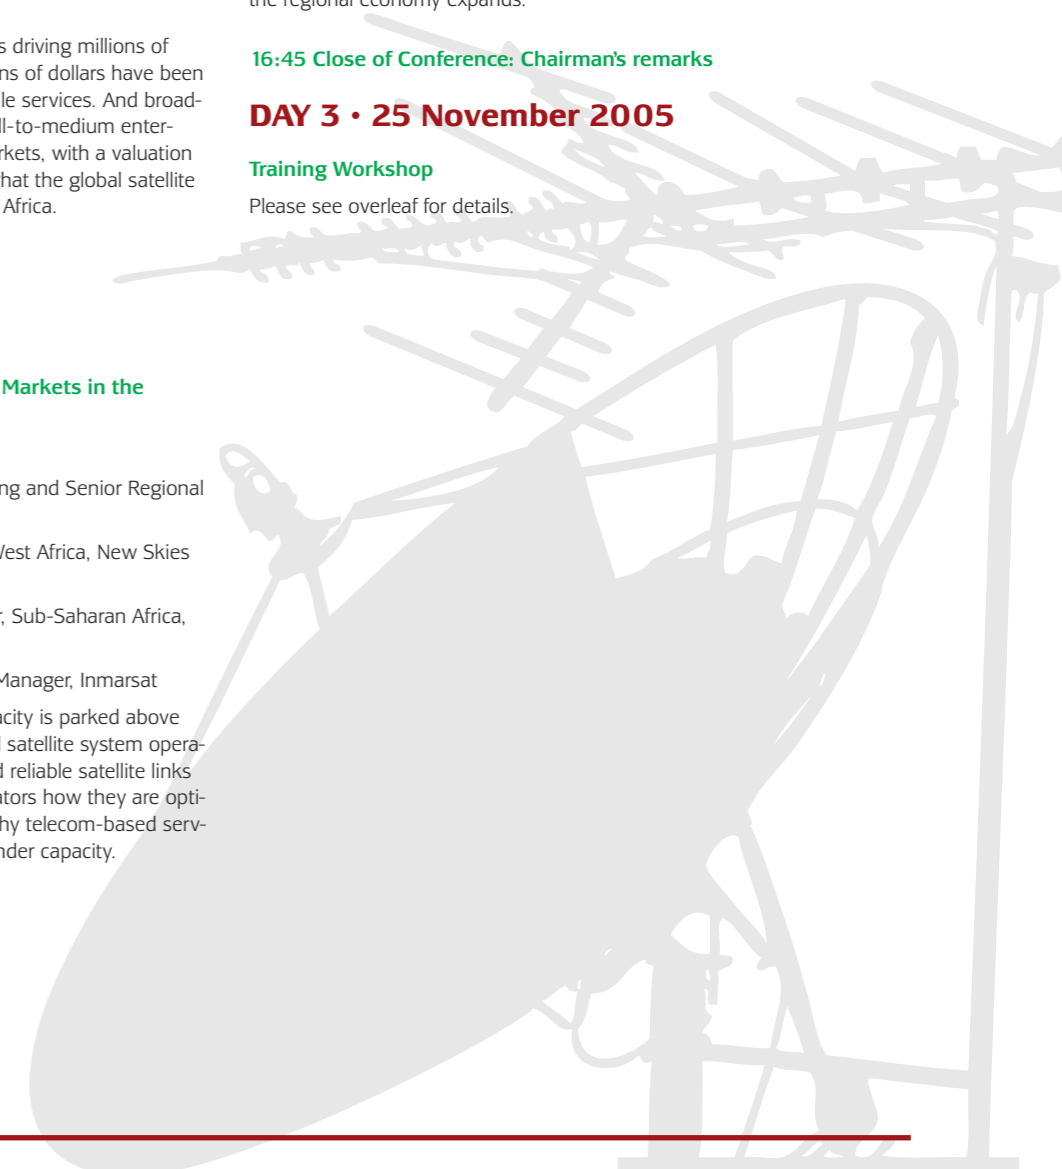 s driving millions of
ns of dollars have been
le services. And broad-
ll-to-medium enter-
rkets, with a valuation
hat the global satellite
Africa.
Markets in the
ng and Senior Regional
West Africa, New Skies
r, Sub-Saharan Africa,
Manager, Inmarsat
acity is parked above
l satellite system opera-
d reliable satellite links
ators how they are opti-
hy telecom-based serv-
nder capacity.
the regional economy expands.
16:45 Close of Conference: Chairman's remarks
DAY 3 • 25 November 2005
Training Workshop
Please see overleaf for details.